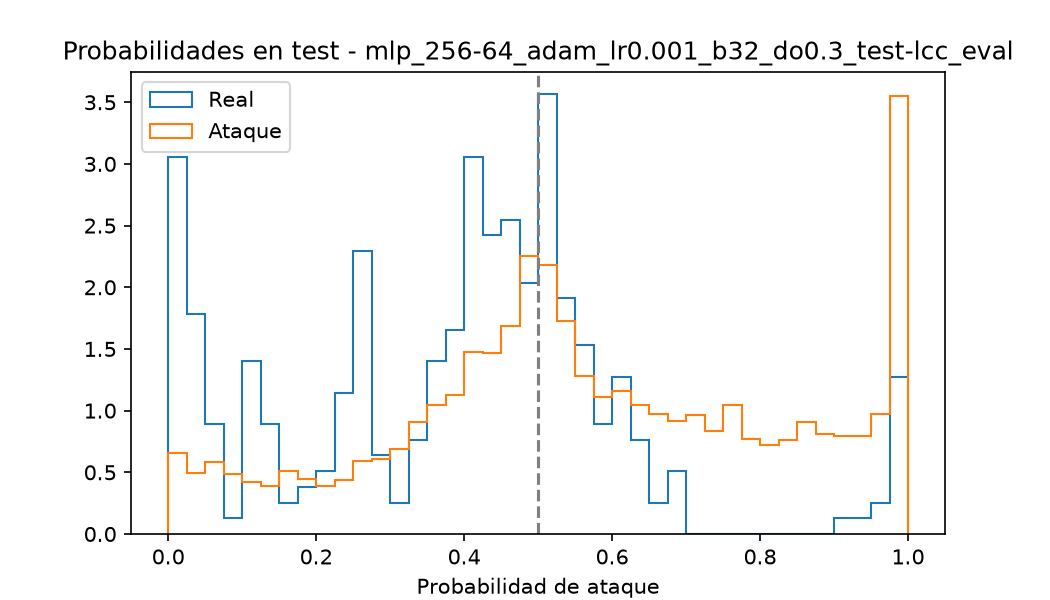 Probabilidades en test - mlp_256-64_adam_lr0.001_b32_do0.3_test-lcc_eval
Real
Ataque
3.5
3.0
2.5
2.0
1.5
1.0
0.5
0.0
0.0 0.2 0.4 0.6 0.8 1.0
Probabilidad de ataque